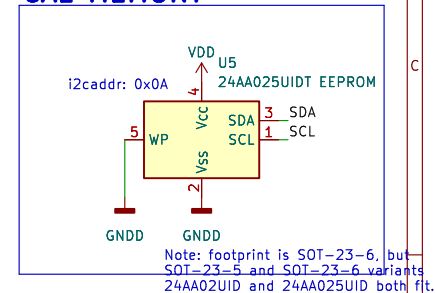 VDD
U5
24AA025UIDT EEPROM
i2caddr: 0x0A
C
4
Vcc
3
SDA
SDA
5
WP
1
SCL
SCL
Vss
2
GNDD
GNDD
Note: footprint is SOT-23-6, but
SOT-23-5 and SOT-23-6 variants
24AA02UID and 24AA025UID both fit.